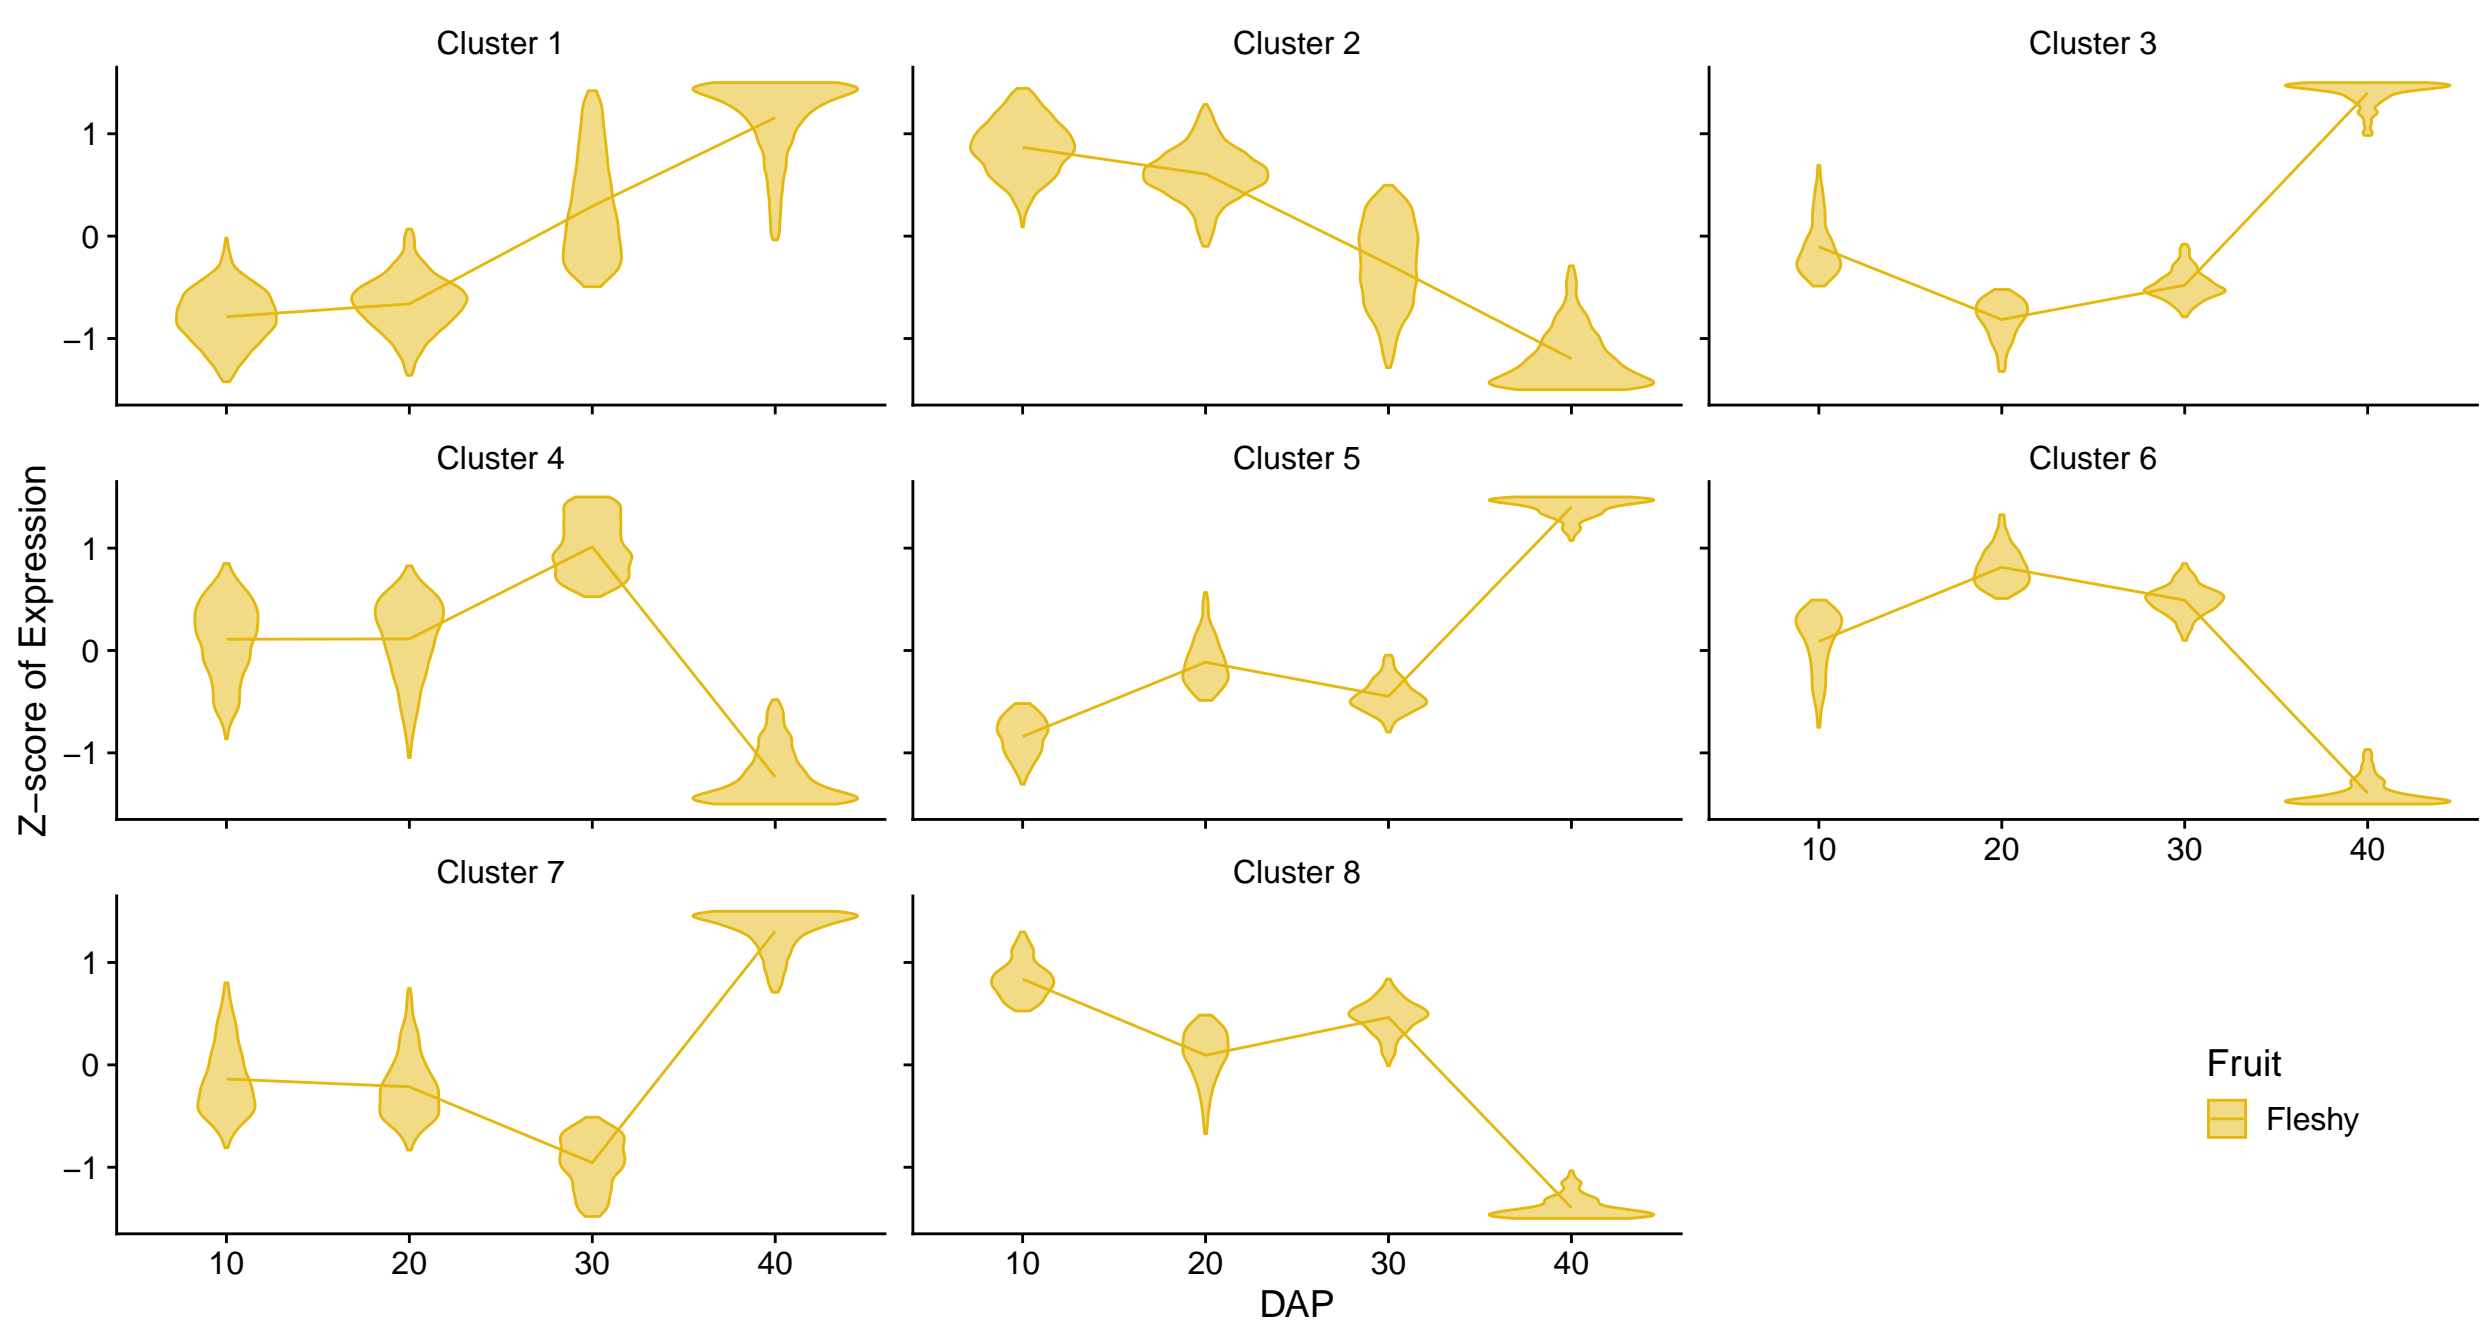 Cluster 1
Cluster 2
Cluster 3
1
0
−1
Cluster 4
Cluster 5
Cluster 6
1
0
−1
10 20 30 40
Cluster 7
Cluster 8
1
0
−1
10 20 30 40
10 20 30 40
Z−score of Expression
DAP
Fruit
Fleshy